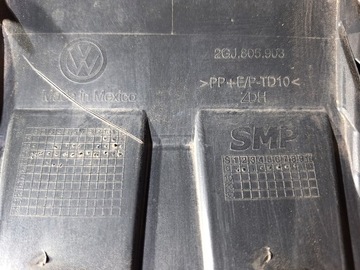 2GJ.805.903
>PP+E/P-TD10<
Made in Mexico
ZDH
SMP